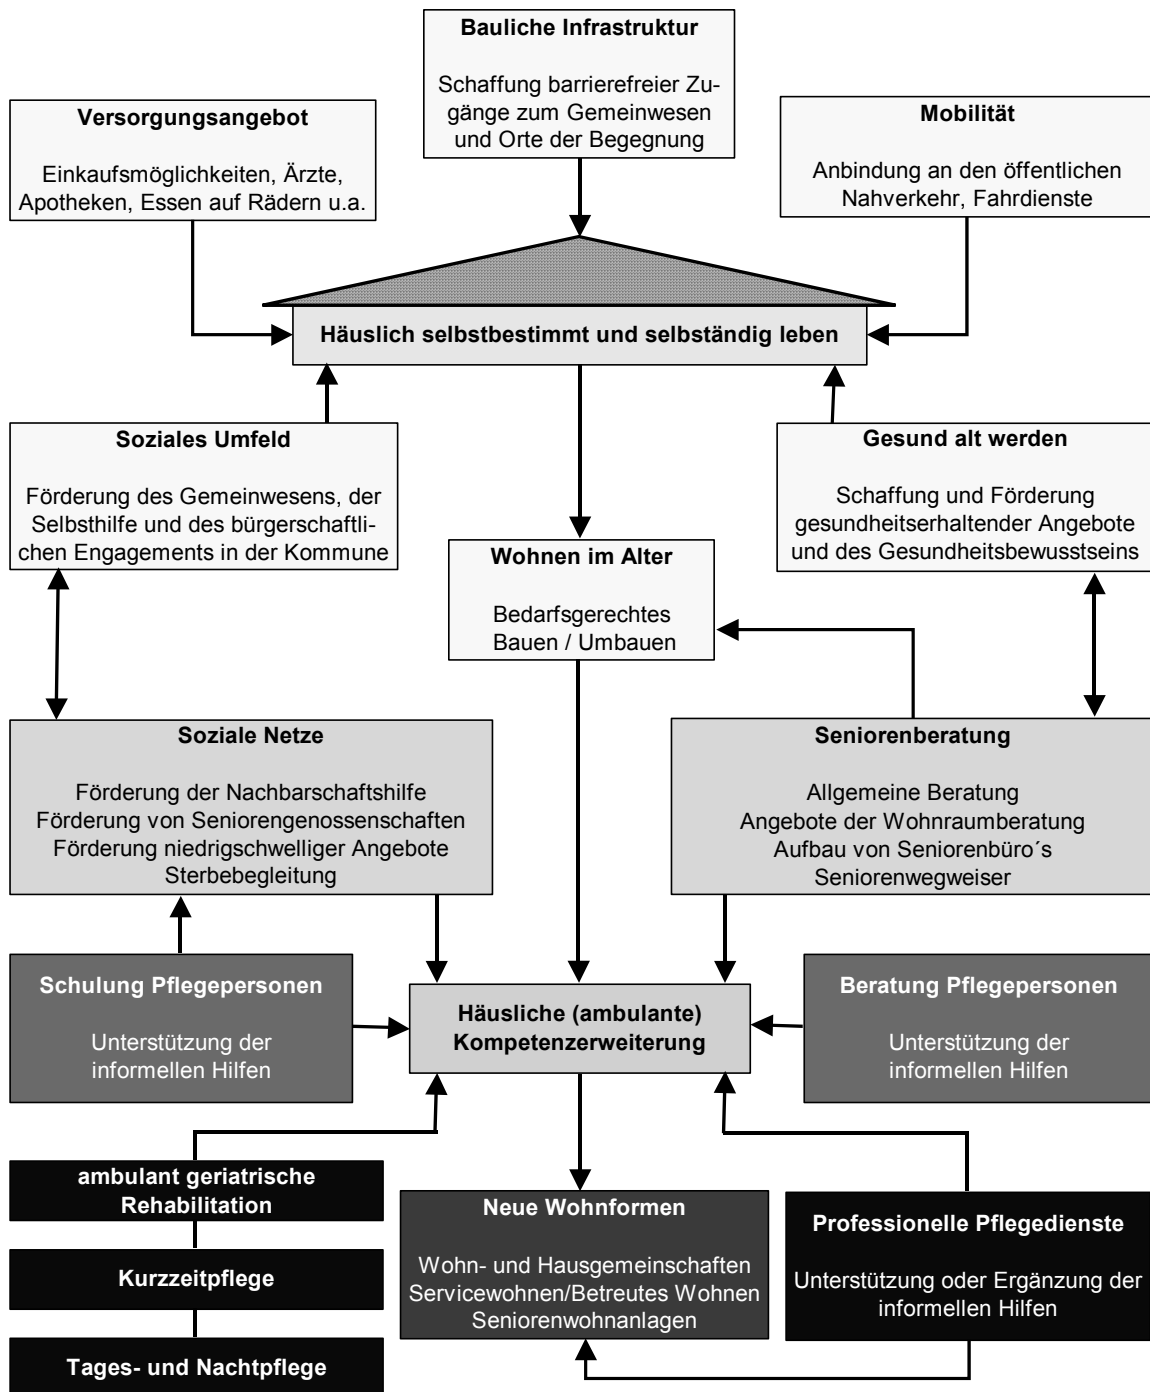 Bauliche Infrastruktur
Schaffung barrierefreier Zu-
gänge zum Gemeinwesen
und Orte der Begegnung
Versorgungsangebot
Einkaufsmöglichkeiten, Ärzte,
Apotheken, Essen auf Rädern u.a.
Mobilität
Anbindung an den öffentlichen
Nahverkehr, Fahrdienste
Häuslich selbstbestimmt und selbständig leben
Soziales Umfeld
Förderung des Gemeinwesens, der
Selbsthilfe und des bürgerschaftli-
chen Engagements in der Kommune
Gesund alt werden
Schaffung und Förderung
gesundheitserhaltender Angebote
und des Gesundheitsbewusstseins
Wohnen im Alter
Bedarfsgerechtes
Bauen / Umbauen
Soziale Netze
Förderung der Nachbarschaftshilfe
Förderung von Seniorengenossenschaften
Förderung niedrigschwelliger Angebote
Sterbebegleitung
Seniorenberatung
Allgemeine Beratung
Angebote der Wohnraumberatung
Aufbau von Seniorenbüro´s
Seniorenwegweiser
Schulung Pflegepersonen
Unterstützung der
informellen Hilfen
Häusliche (ambulante)
Kompetenzerweiterung
Beratung Pflegepersonen
Unterstützung der
informellen Hilfen
ambulant geriatrische
Rehabilitation
Kurzzeitpflege
Tages- und Nachtpflege
Neue Wohnformen
Wohn- und Hausgemeinschaften
Servicewohnen/Betreutes Wohnen
Seniorenwohnanlagen
Professionelle Pflegedienste
Unterstützung oder Ergänzung der
informellen Hilfen